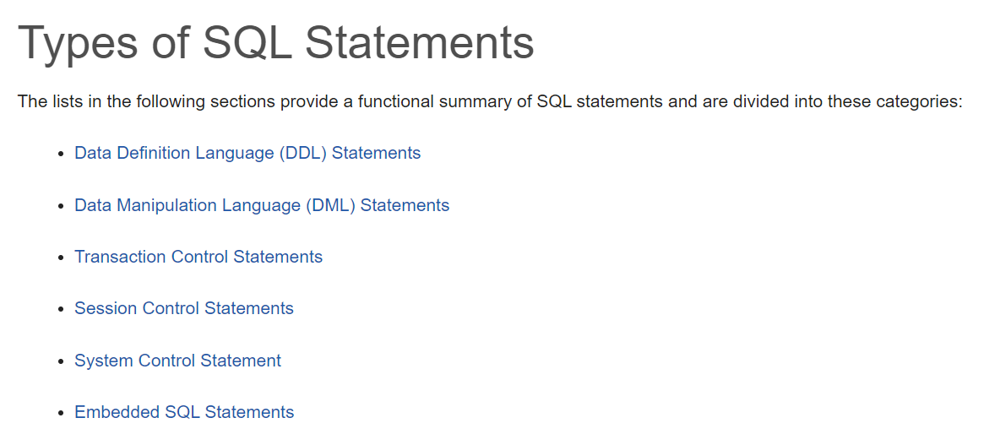 Types of SQL Statements
The lists in the following sections provide a functional summary of SQL statements and are divided into these categories:
• Data Definition Language (DDL) Statements
• Data Manipulation Language (DML) Statements
• Transaction Control Statements
• Session Control Statements
• System Control Statement
• Embedded SQL Statements